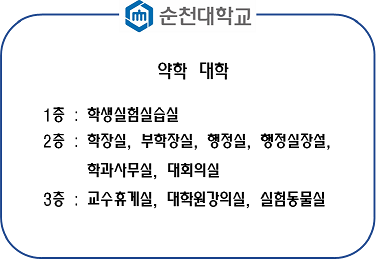 순천대학교
약학 대학
1층 : 학생실험실습실
2층 : 학장실, 부학장실, 행정실, 행정실장설,
학과사무실, 대회의실
3층 : 교수휴게실, 대학원강의실, 실험동물실